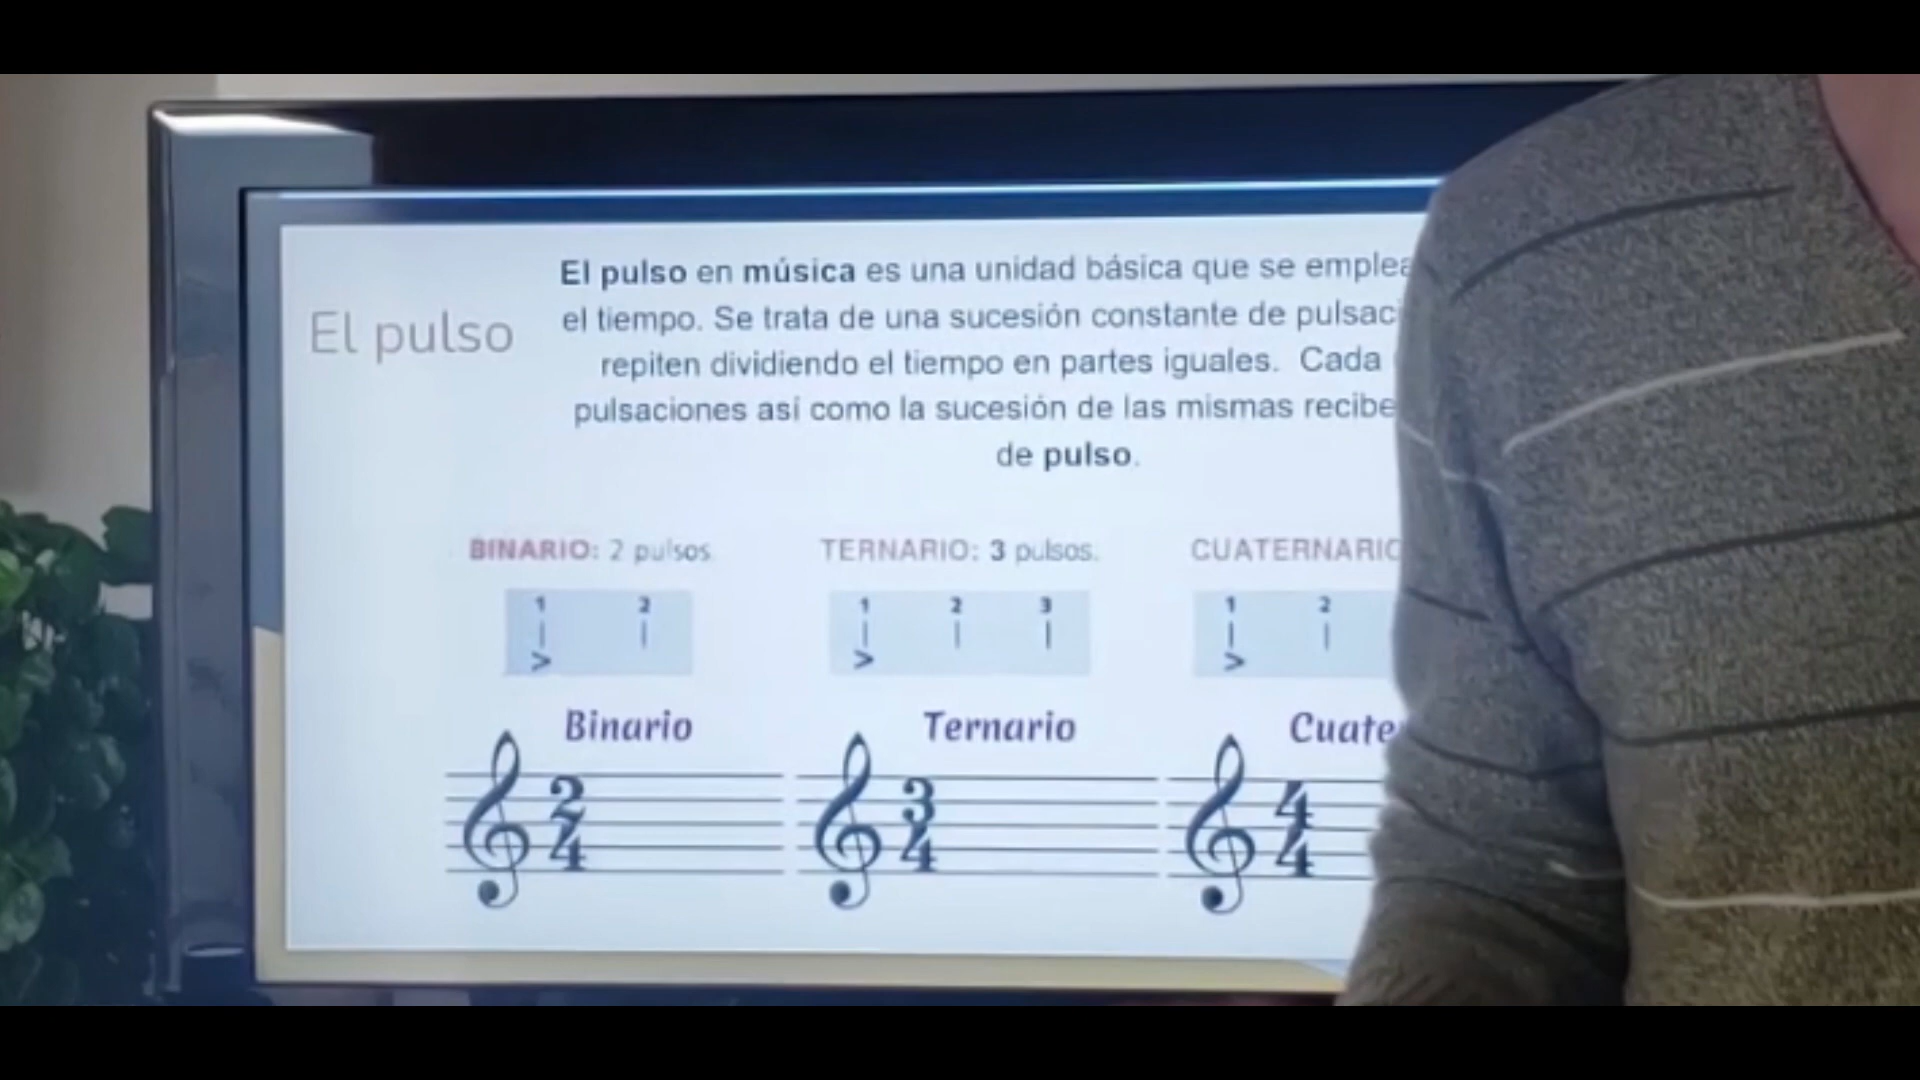 El pulso
El pulso en música es una unidad básica que se emplea
el tiempo. Se trata de una sucesión constante de
repiten dividiendo el tiempo en partes iguales. Cada
pulsaciones así como la sucesión de las mismas recibe
de pulso.
BINARIO: 2 pulsos.
1 2
>
TERNARIO: 3 pulsos.
1 2 3
>
CUATERNARIO
1 2
>
Binario
2
4
Ternario
3
4
4
4